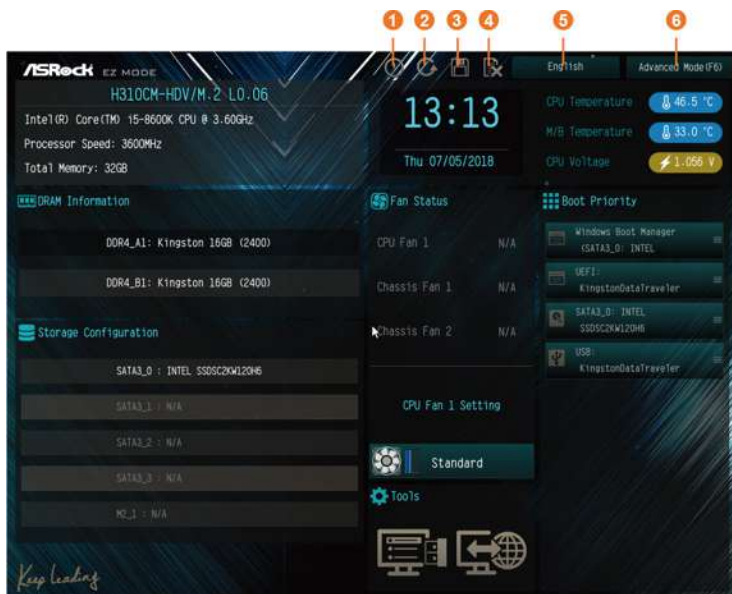 1 2 3 4 5 6
ASRock EZ MODE
English
Advanced Mode(F6)
H310CM-HDV/M.2 L0.06
Intel(R) Core(TM) i5-8600K CPU @ 3.60GHz
Processor Speed: 3600MHz
Total Memory: 32GB
13:13
Thu 07/05/2018
CPU Temperature 46.5 °C
M/B Temperature 33.0 °C
CPU Voltage 1.056 V
DRAM Information
DDR4_A1: Kingston 16GB (2400)
DDR4_B1: Kingston 16GB (2400)
Storage Configuration
SATA3_0 : INTEL SSDSC2KW120H6
SATA3_1 : N/A
SATA3_2 : N/A
SATA3_3 : N/A
M2_1 : N/A
Keep Leading
Fan Status
CPU Fan 1 N/A
Chassis Fan 1 N/A
Chassis Fan 2 N/A
CPU Fan 1 Setting
Standard
Tools
Boot Priority
Windows Boot Manager
(SATA3_0: INTEL
UEFI:
KingstonDataTraveler
SATA3_0: INTEL
SSDSC2KW120H6
USB:
KingstonDataTraveler